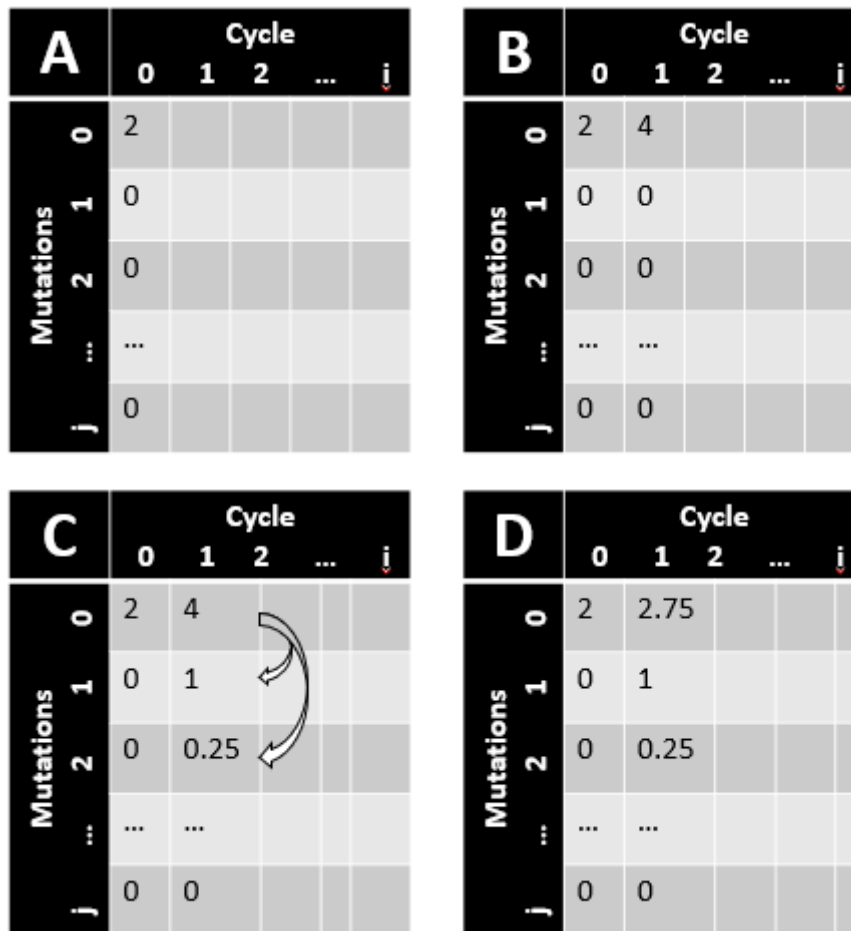 A
Cycle
0 1 2 ... i
Mutations
0 2
1 0
2 0
... ...
j 0
B
Cycle
0 1 2 ... i
Mutations
0 2 4
1 0 0
2 0 0
... ... ...
j 0 0
C
Cycle
0 1 2 ... i
Mutations
0 2 4
1 0 1
2 0 0.25
... ... ...
j 0 0
D
Cycle
0 1 2 ... i
Mutations
0 2 2.75
1 0 1
2 0 0.25
... ... ...
j 0 0